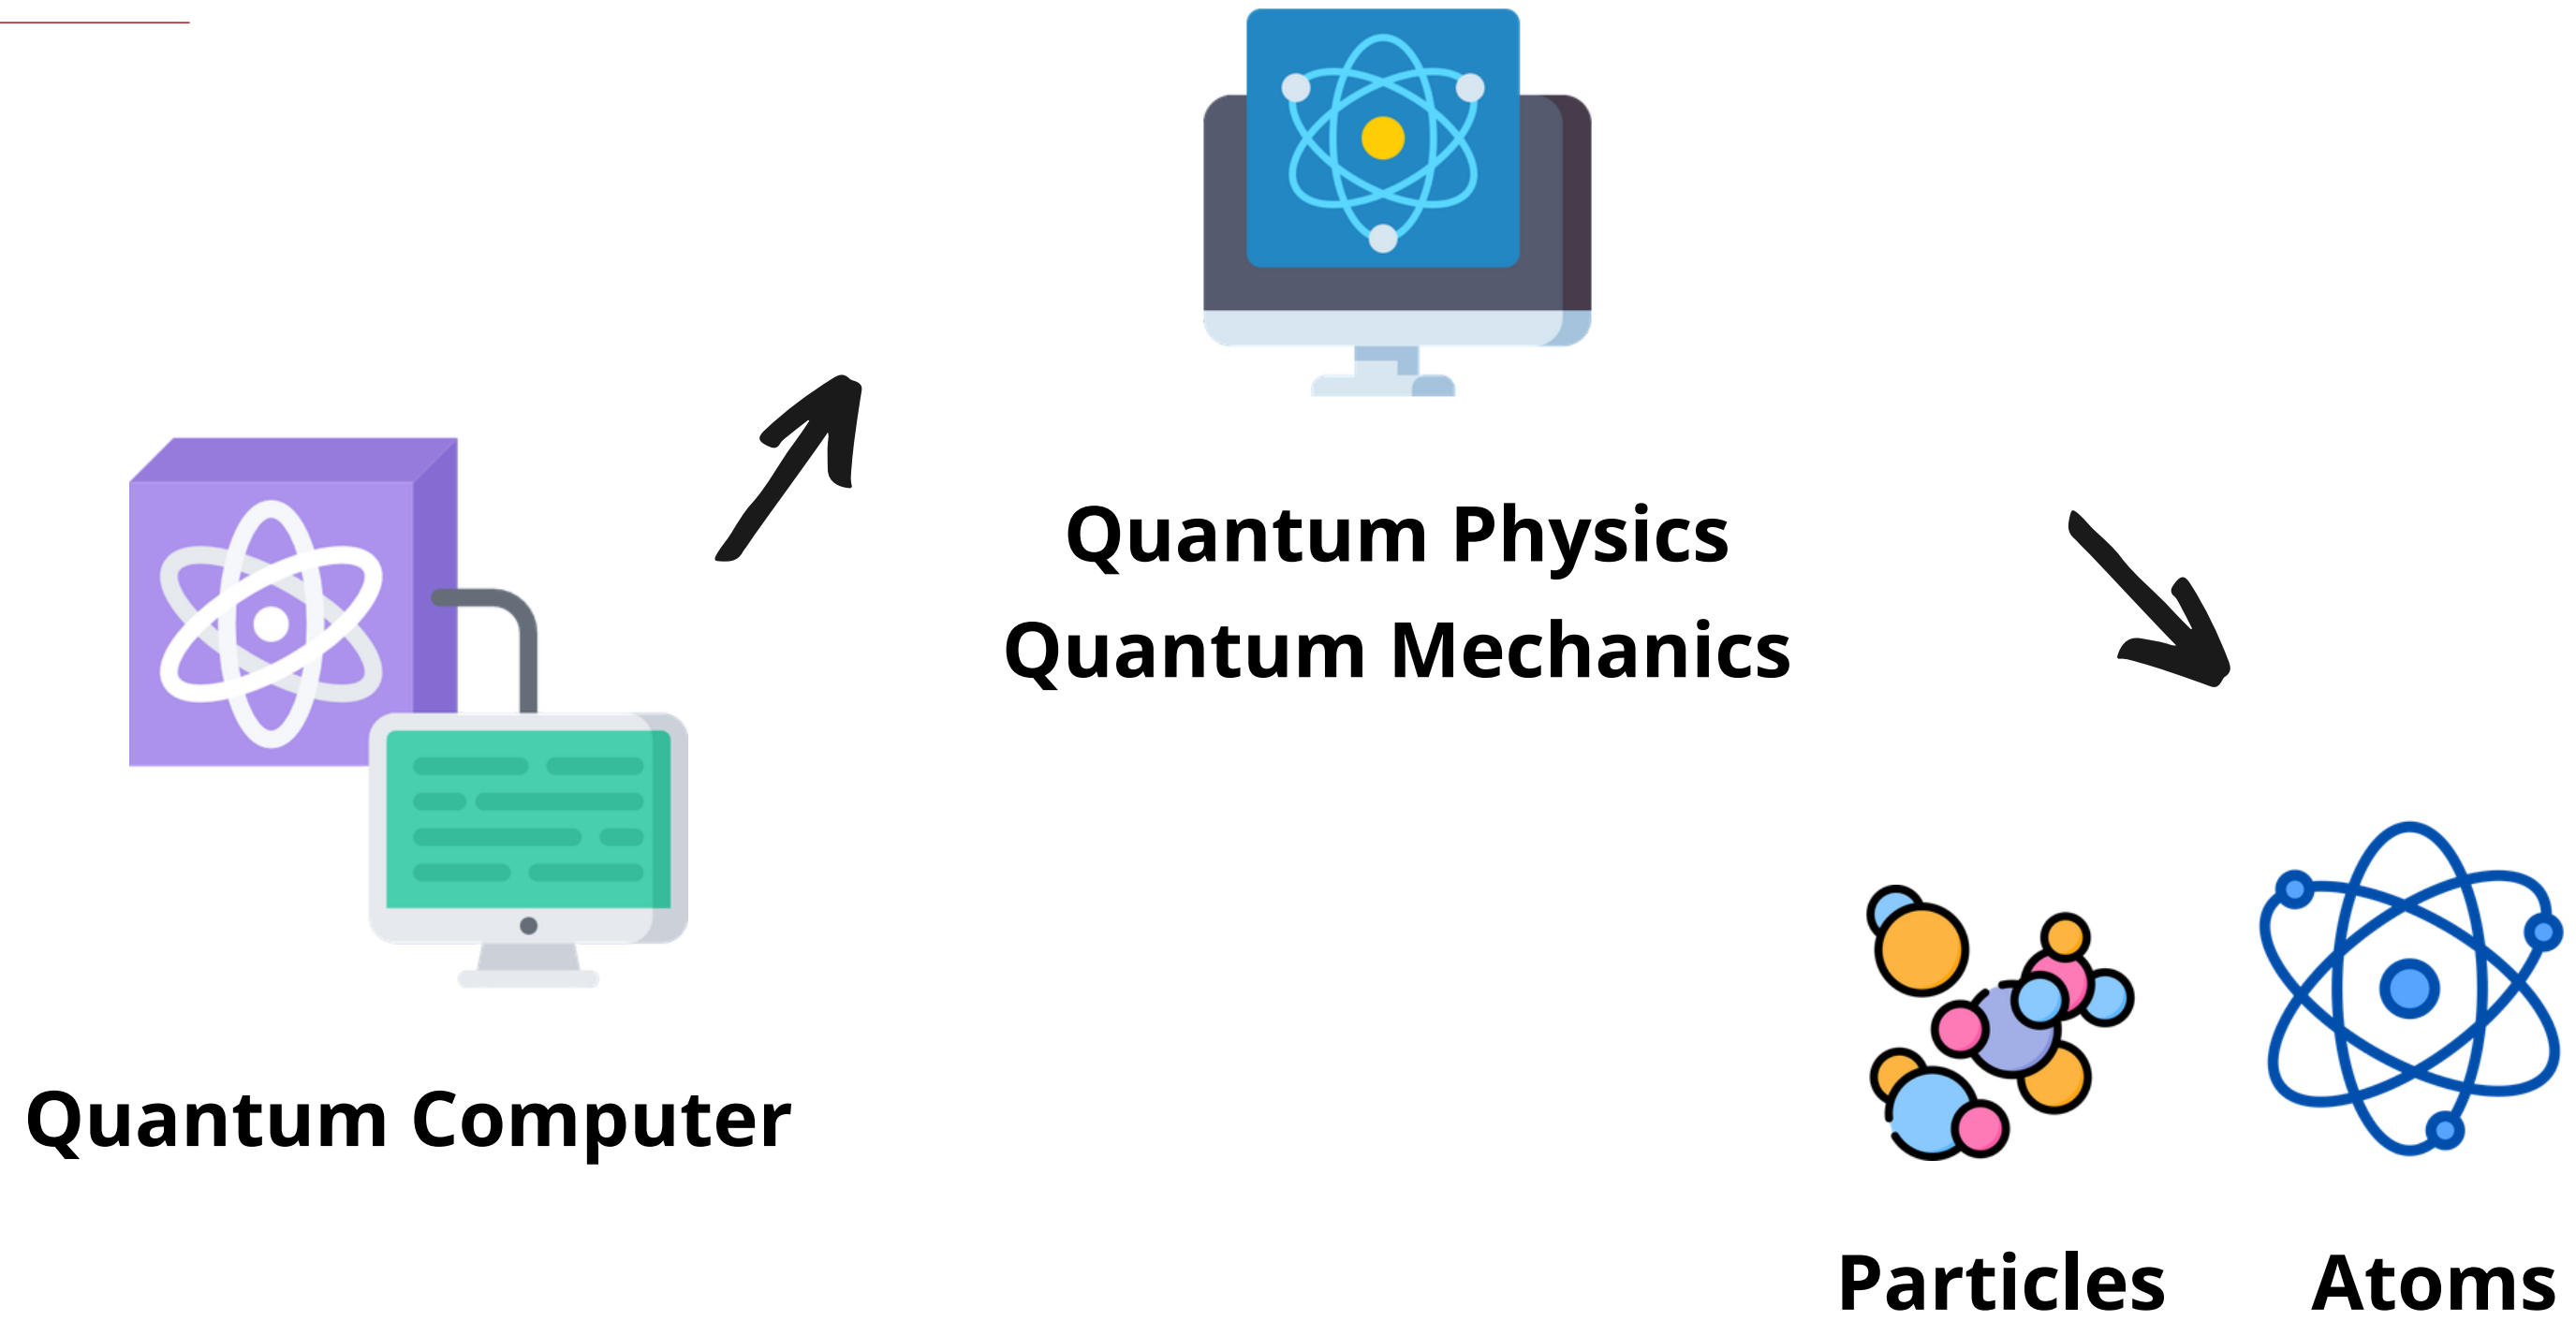 Quantum Physics
Quantum Mechanics
Quantum Computer
Particles
Atoms